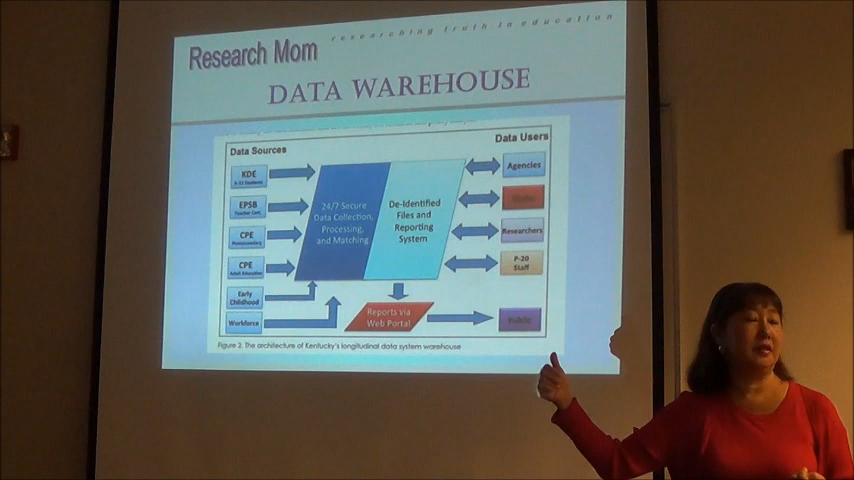 researching truth in education
Research Mom
DATA WAREHOUSE
Data Sources
Data Users
KDE
EPSB
Teacher Cert.
CPE
Postsecondary
CPE
Adult Education
Early
Childhood
Workforce
24/7 Secure
Data Collection,
Processing,
and Matching
De-Identified
Files and
Reporting
System
Reports via
Web Portal
Agencies
Researchers
P-20
Staff
Public
Figure 2. The architecture of Kentucky's longitudinal data system warehouse